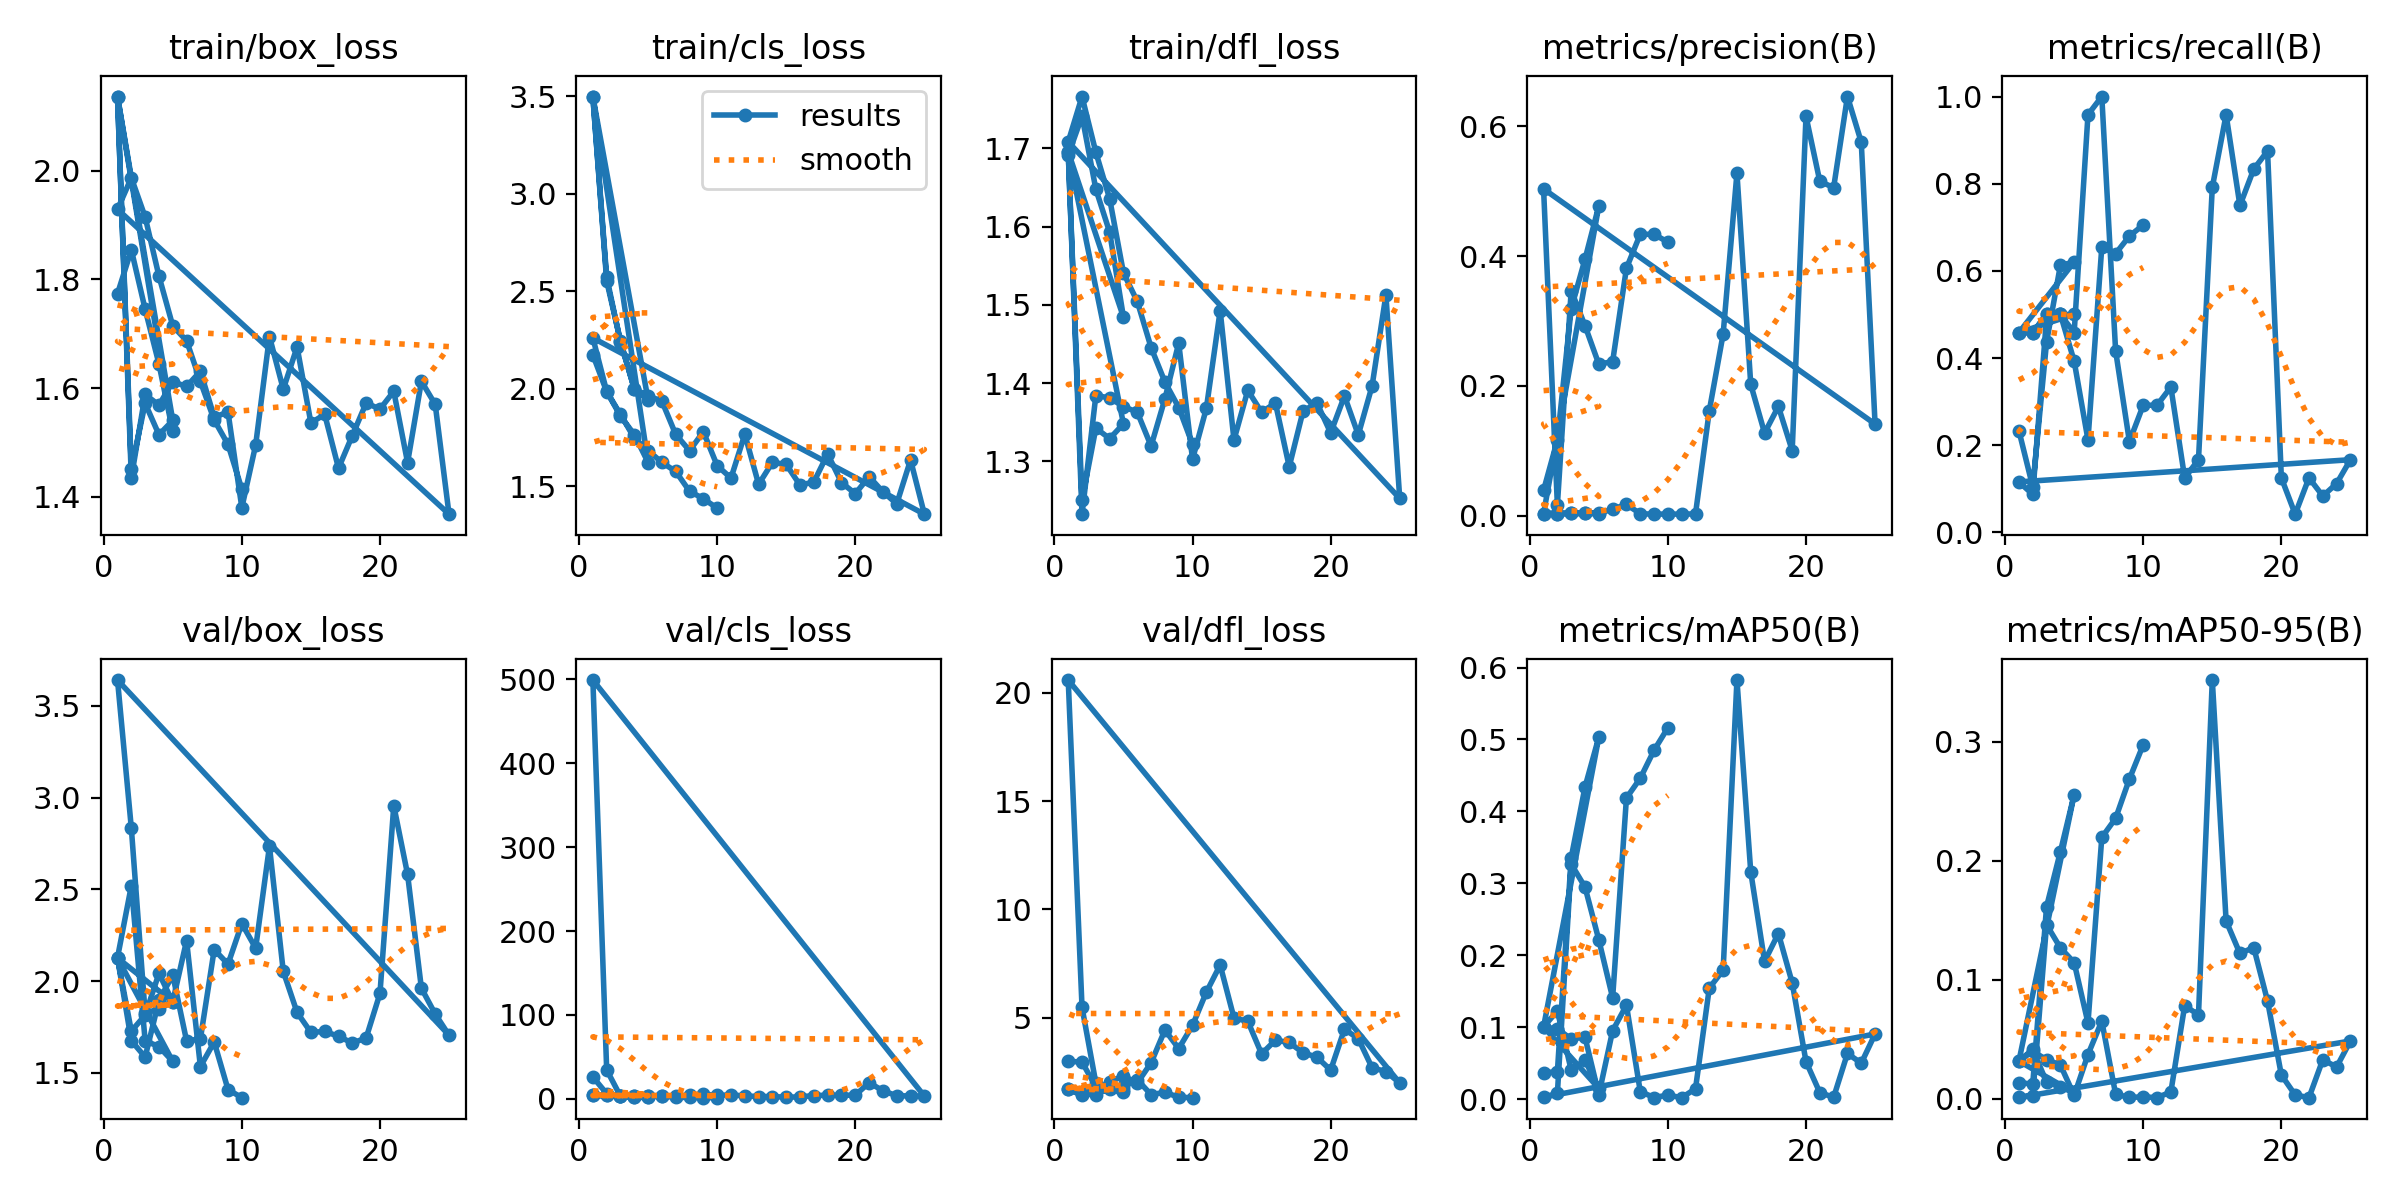 train/box_loss
train/cls_loss
train/dfl_loss
metrics/precision(B)
metrics/recall(B)
results
smooth
2.0
1.8
1.6
1.4
0 10 20
3.5
3.0
2.5
2.0
1.5
0 10 20
1.7
1.6
1.5
1.4
1.3
0 10 20
0.6
0.4
0.2
0.0
0 10 20
1.0
0.8
0.6
0.4
0.2
0.0
0 10 20
val/box_loss
val/cls_loss
val/dfl_loss
metrics/mAP50(B)
metrics/mAP50-95(B)
3.5
3.0
2.5
2.0
1.5
0 10 20
500
400
300
200
100
0
0 10 20
20
15
10
5
0 10 20
0.6
0.5
0.4
0.3
0.2
0.1
0.0
0 10 20
0.3
0.2
0.1
0.0
0 10 20